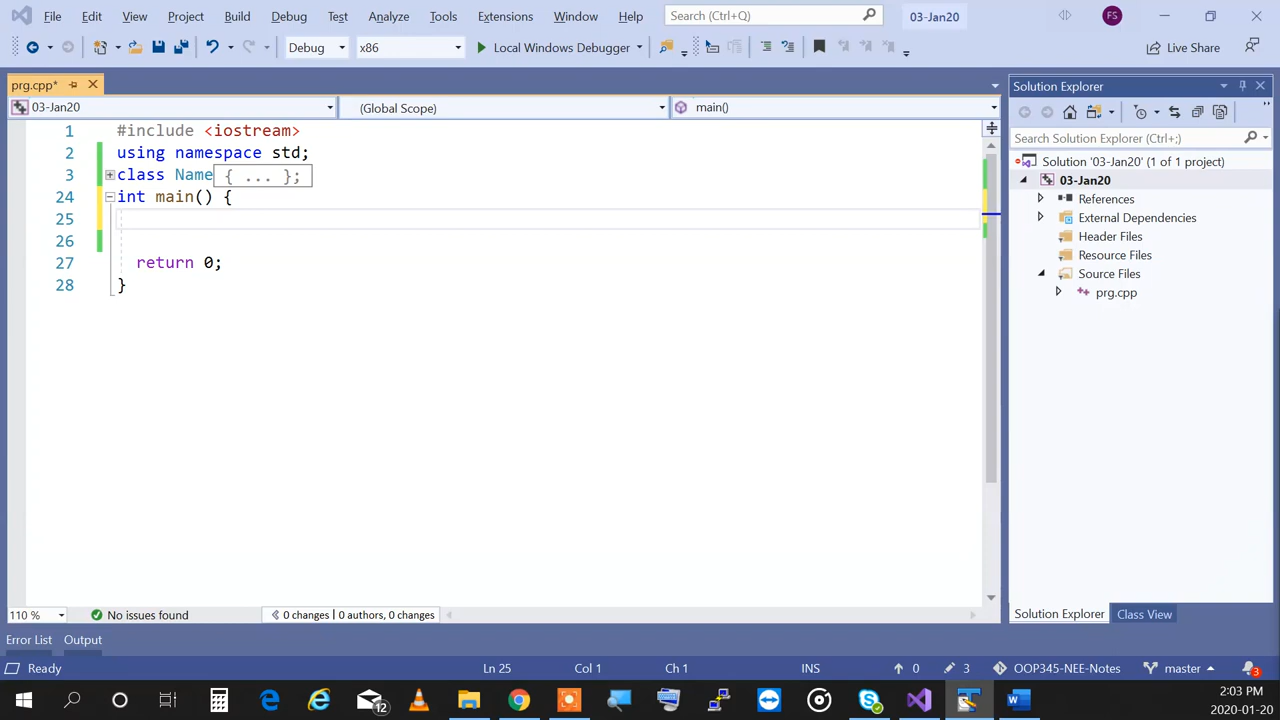 File Edit View Project Build Debug Test Analyze Tools Extensions Window Help Search (Ctrl+Q) 03-Jan20 FS
Debug x86 Local Windows Debugger Live Share
prg.cpp* Solution Explorer
03-Jan20 (Global Scope) main()
Search Solution Explorer (Ctrl+;)
1 #include <iostream>
2 using namespace std;
3 class Name { ... };
24 int main() {
25
26
27 return 0;
28 }
Solution '03-Jan20' (1 of 1 project)
03-Jan20
References
External Dependencies
Header Files
Resource Files
Source Files
prg.cpp
110 % No issues found 0 changes | 0 authors, 0 changes
Solution Explorer Class View
Error List Output
Ready Ln 25 Col 1 Ch 1 INS 0 3 OOP345-NEE-Notes master 3
12
2:03 PM
2020-01-20